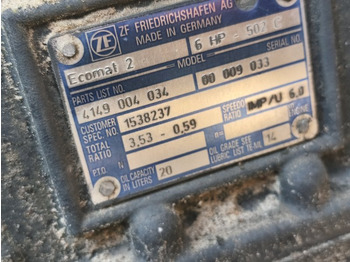 ZF FRIEDRICHSHAFEN AG
ZF MADE IN GERMANY
Ecomat 2 6 HP - 502 C
MODEL SERIAL NO.
PARTS LIST NO. 00 009 033
4149 004 034
CUSTOMER SPEC. NO. 1538237
TOTAL RATIO 3.53 - 0.59 SPEEDO RATIO IMP/U 6.0
P.T.O. N
OIL CAPACITY IN LITERS 20 OIL GRADE SEE LUBRIC. LIST TE-ML 14